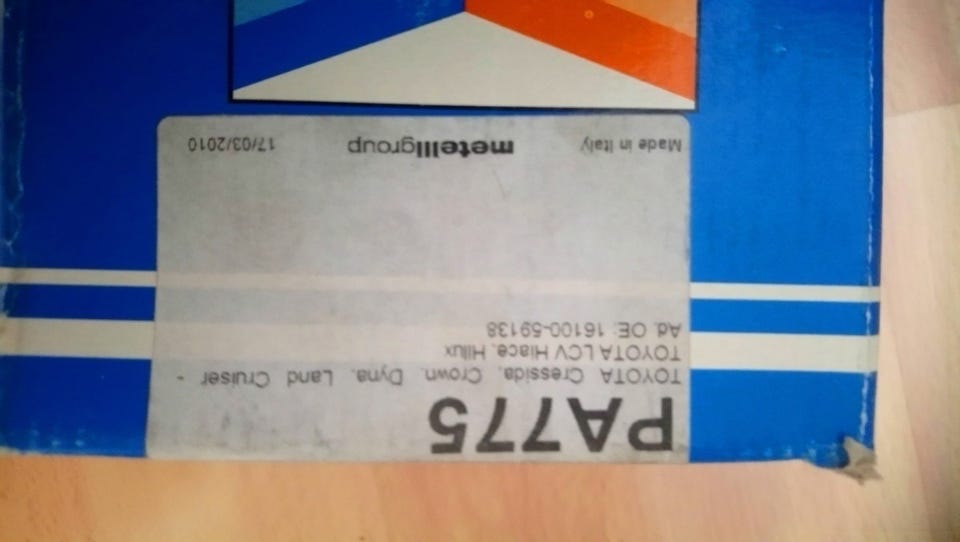 PA775
TOYOTA Cressida, Crown, Dyna, Land Cruiser -
TOYOTA LCV Hiace, Hilux
Ad. OE: 16100-59138
Made in Italy metelligroup 17/03/2010